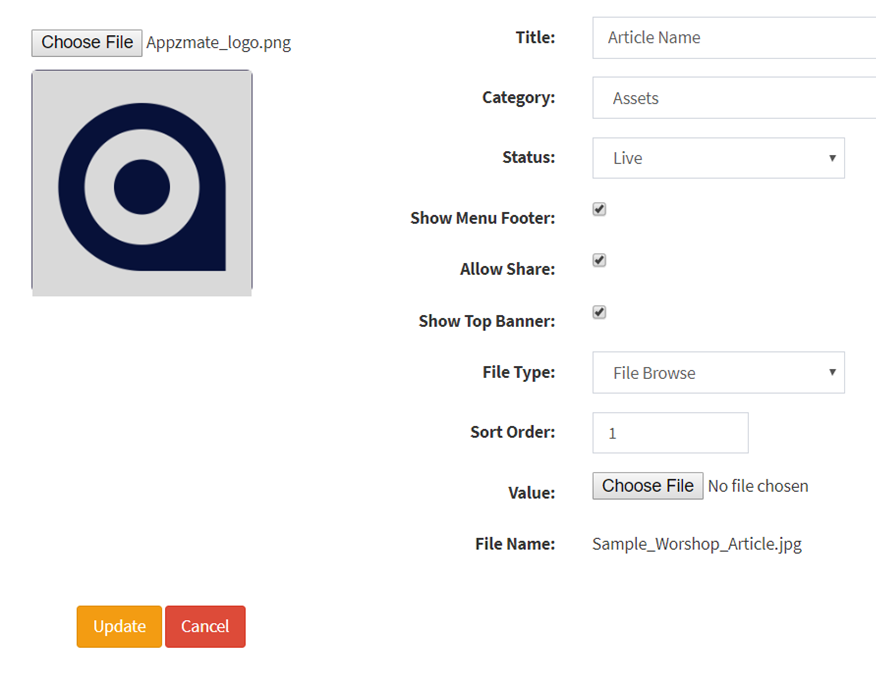 Choose File Appzmate_logo.png
Title: Article Name
Category: Assets
Status: Live
Show Menu Footer:
Allow Share:
Show Top Banner:
File Type: File Browse
Sort Order: 1
Value: Choose File No file chosen
File Name: Sample_Worshop_Article.jpg
Update Cancel